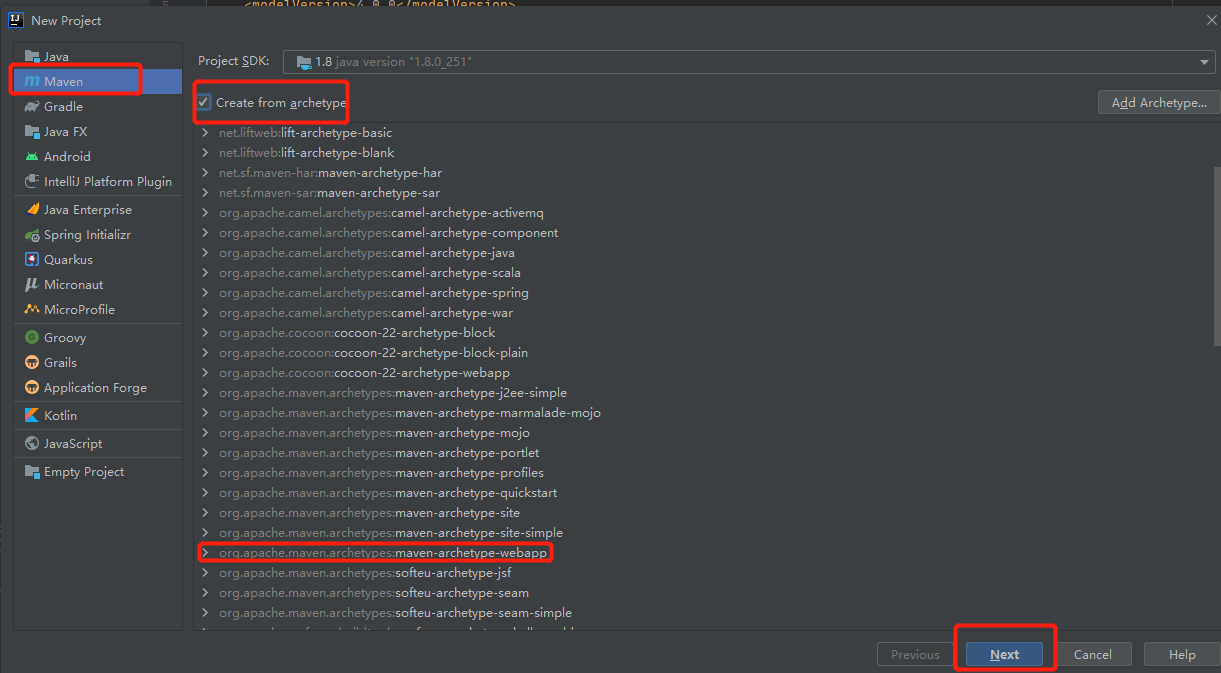 <modelVersion>4.0.0</modelVersion>
New Project
Java
Maven
Gradle
Java FX
Android
IntelliJ Platform Plugin
Java Enterprise
Spring Initializr
Quarkus
Micronaut
MicroProfile
Groovy
Grails
Application Forge
Kotlin
JavaScript
Empty Project
Project SDK: 1.8 java version "1.8.0_251"
Create from archetype
Add Archetype...
net.liftweb:lift-archetype-basic
net.liftweb:lift-archetype-blank
net.sf.maven-har:maven-archetype-har
net.sf.maven-sar:maven-archetype-sar
org.apache.camel.archetypes:camel-archetype-activemq
org.apache.camel.archetypes:camel-archetype-component
org.apache.camel.archetypes:camel-archetype-java
org.apache.camel.archetypes:camel-archetype-scala
org.apache.camel.archetypes:camel-archetype-spring
org.apache.camel.archetypes:camel-archetype-war
org.apache.cocoon:cocoon-22-archetype-block
org.apache.cocoon:cocoon-22-archetype-block-plain
org.apache.cocoon:cocoon-22-archetype-webapp
org.apache.maven.archetypes:maven-archetype-j2ee-simple
org.apache.maven.archetypes:maven-archetype-marmalade-mojo
org.apache.maven.archetypes:maven-archetype-mojo
org.apache.maven.archetypes:maven-archetype-portlet
org.apache.maven.archetypes:maven-archetype-profiles
org.apache.maven.archetypes:maven-archetype-quickstart
org.apache.maven.archetypes:maven-archetype-site
org.apache.maven.archetypes:maven-archetype-site-simple
org.apache.maven.archetypes:maven-archetype-webapp
org.apache.maven.archetypes:softeu-archetype-jsf
org.apache.maven.archetypes:softeu-archetype-seam
org.apache.maven.archetypes:softeu-archetype-seam-simple
Previous
Next
Cancel
Help